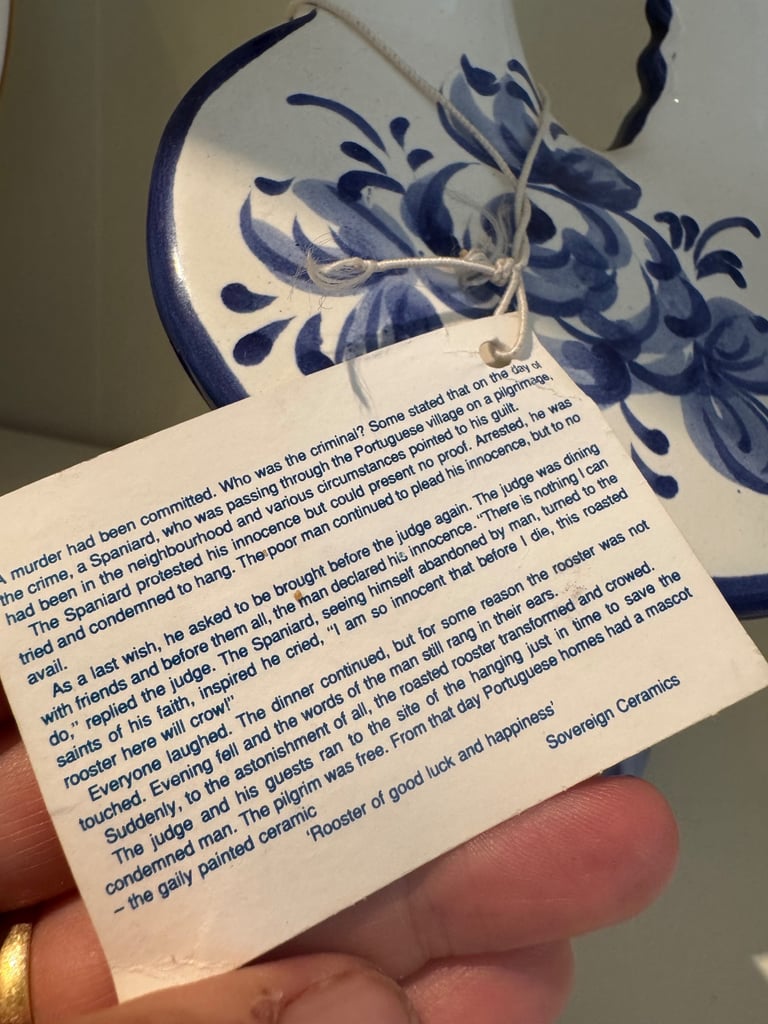 A murder had been committed. Who was the criminal? Some stated that on the day of
the crime, a Spaniard, who was passing through the Portuguese village on a pilgrimage,
had been in the neighbourhood and various circumstances pointed to his guilt.
The Spaniard protested his innocence but could present no proof. Arrested, he was
tried and condemned to hang. The poor man continued to plead his innocence, but to no
avail.
As a last wish, he asked to be brought before the judge again. The judge was dining
with friends and before them all, the man declared his innocence. "There is nothing I can
do," replied the judge. The Spaniard, seeing himself abandoned by man, turned to the
saints of his faith, inspired he cried, "I am so innocent that before I die, this roasted
rooster here will crow!"
Everyone laughed. The dinner continued, but for some reason the rooster was not
touched. Evening fell and the words of the man still rang in their ears.
Suddenly, to the astonishment of all, the roasted rooster transformed and crowed.
The judge and his guests ran to the site of the hanging just in time to save the
condemned man. The pilgrim was free. From that day Portuguese homes had a mascot
– the gaily painted ceramic
'Rooster of good luck and happiness'
Sovereign Ceramics